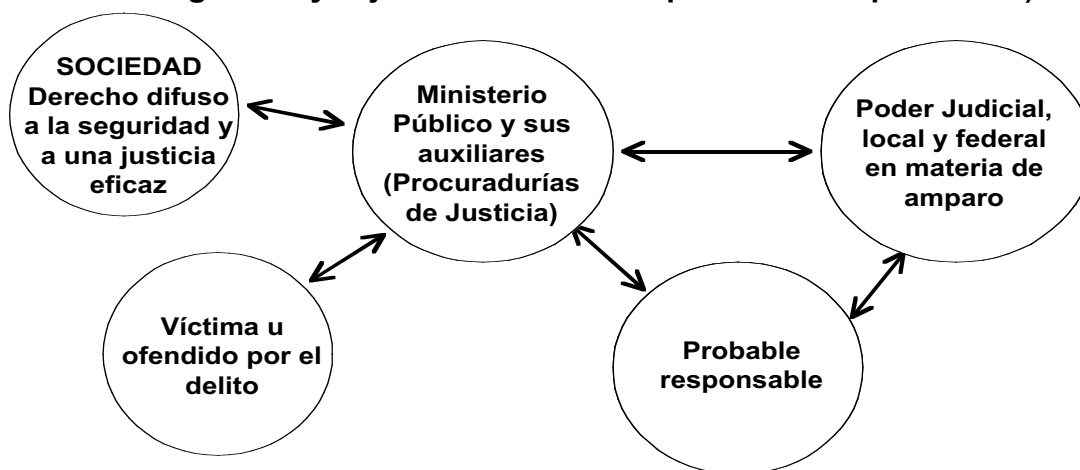 SOCIEDAD
Derecho difuso
a la seguridad y
a una justicia
eficaz
Ministerio
Público y sus
auxiliares
(Procuradurías
de Justicia)
Poder Judicial,
local y federal
en materia de
amparo
Víctima u
ofendido por el
delito
Probable
responsable